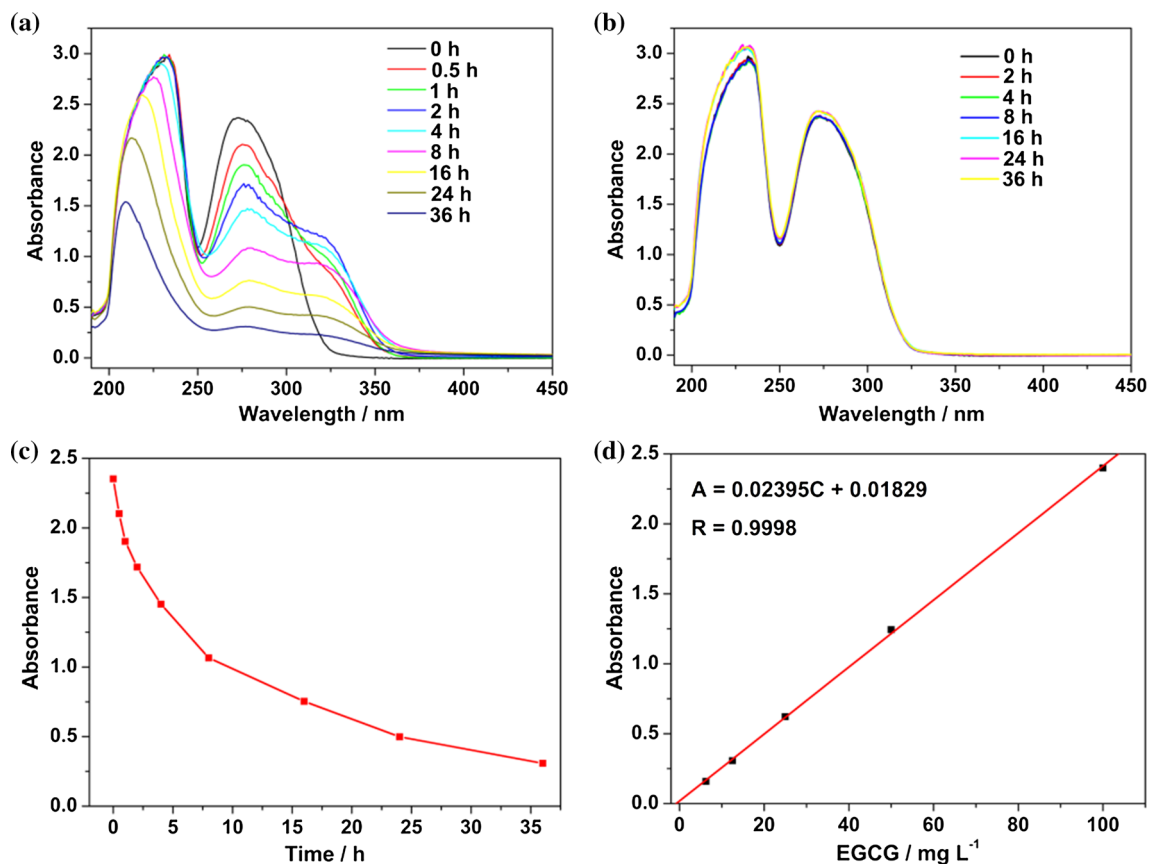 (a)
3.0
2.5
2.0
1.5
1.0
0.5
0.0
Absorbance
200 250 300 350 400 450
Wavelength / nm
0 h
0.5 h
1 h
2 h
4 h
8 h
16 h
24 h
36 h
(b)
3.0
2.5
2.0
1.5
1.0
0.5
0.0
Absorbance
200 250 300 350 400 450
Wavelength / nm
0 h
2 h
4 h
8 h
16 h
24 h
36 h
(c)
2.5
2.0
1.5
1.0
0.5
0.0
Absorbance
0 5 10 15 20 25 30 35
Time / h
(d)
2.5
2.0
1.5
1.0
0.5
0.0
Absorbance
A = 0.02395C + 0.01829
R = 0.9998
0 20 40 60 80 100
EGCG / mg L⁻¹